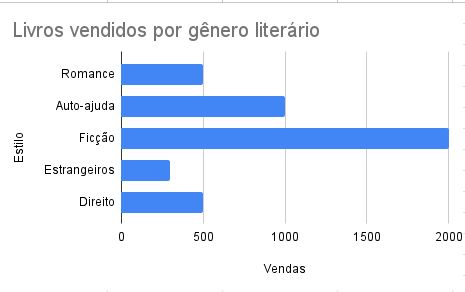 Livros vendidos por gênero literário
Estilo
Romance
Auto-ajuda
Ficção
Estrangeiros
Direito
0 500 1000 1500 2000
Vendas